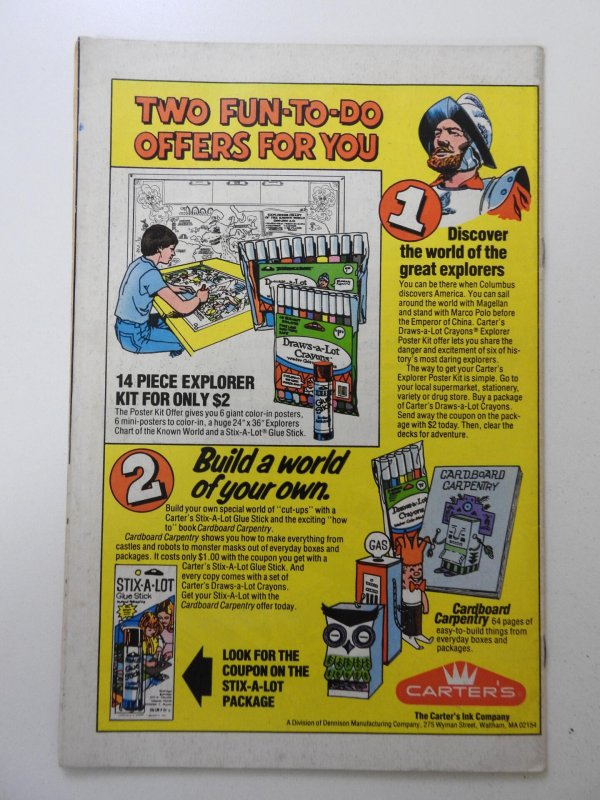 TWO FUN-TO-DO
OFFERS FOR YOU
1
Discover
the world of the
great explorers
You can be there when Columbus
discovers America. You can sail
around the world with Magellan
and stand with Marco Polo before
the Emperor of China. Carter's
Draws-a-Lot Crayons® Explorer
Poster Kit offer lets you share the
danger and excitement of six of his-
tory's most daring explorers.
The way to get your Carter's
Explorer Poster Kit is simple. Go to
your local supermarket, stationery,
variety or drug store. Buy a package
of Carter's Draws-a-Lot Crayons.
Send away the coupon on the pack-
age with $2 today. Then, clear the
decks for adventure.
Draws-a-Lot
Draws-a-Lot
Crayons
14 PIECE EXPLORER
KIT FOR ONLY $2
The Poster Kit Offer gives you 6 giant color-in posters,
6 mini-posters to color-in, a huge 24" x 36" Explorers
Chart of the Known World and a Stix-A-Lot® Glue Stick.
2
Build a world
of your own.
Build your own special world of "cut-ups" with a
Carter's Stix-A-Lot Glue Stick and the exciting "how
to" book Cardboard Carpentry.
Cardboard Carpentry shows you how to make everything from
castles and robots to monster masks out of everyday boxes and
packages. It costs only $1.00 with the coupon you get with a
Carter's Stix-A-Lot Glue Stick. And
every copy comes with a set of
Carter's Draws-a-Lot Crayons.
Get your Stix-A-Lot with the
Cardboard Carpentry offer today.
STIX-A-LOT
Glue Stick
LOOK FOR THE
COUPON ON THE
STIX-A-LOT
PACKAGE
Draws-a-Lot
Crayons
GAS
CARDBOARD
CARPENTRY
Cardboard
Carpentry 64 pages of
easy-to-build things from
everyday boxes and
packages.
CARTER'S
The Carter's Ink Company
A Division of Dennison Manufacturing Company, 275 Wyman Street, Waltham, MA 02154